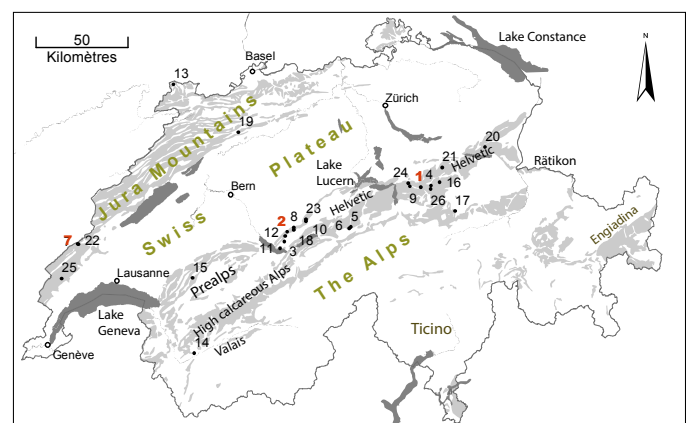 50
Kilomètres
N
Lake Constance
13
Basel
Zürich
Jura Mountains
19
Plateau
20
21
Helvetic
Rätikon
Lake
Lucern
24
1
4
16
9
26
17
Bern
Helvetic
23
2
8
12
5
6
10
18
11
3
Engiadina
Swiss
7
22
The Alps
25
Lausanne
15
Prealps
High calcareous Alps
Lake
Geneva
Ticino
Valais
14
Genève